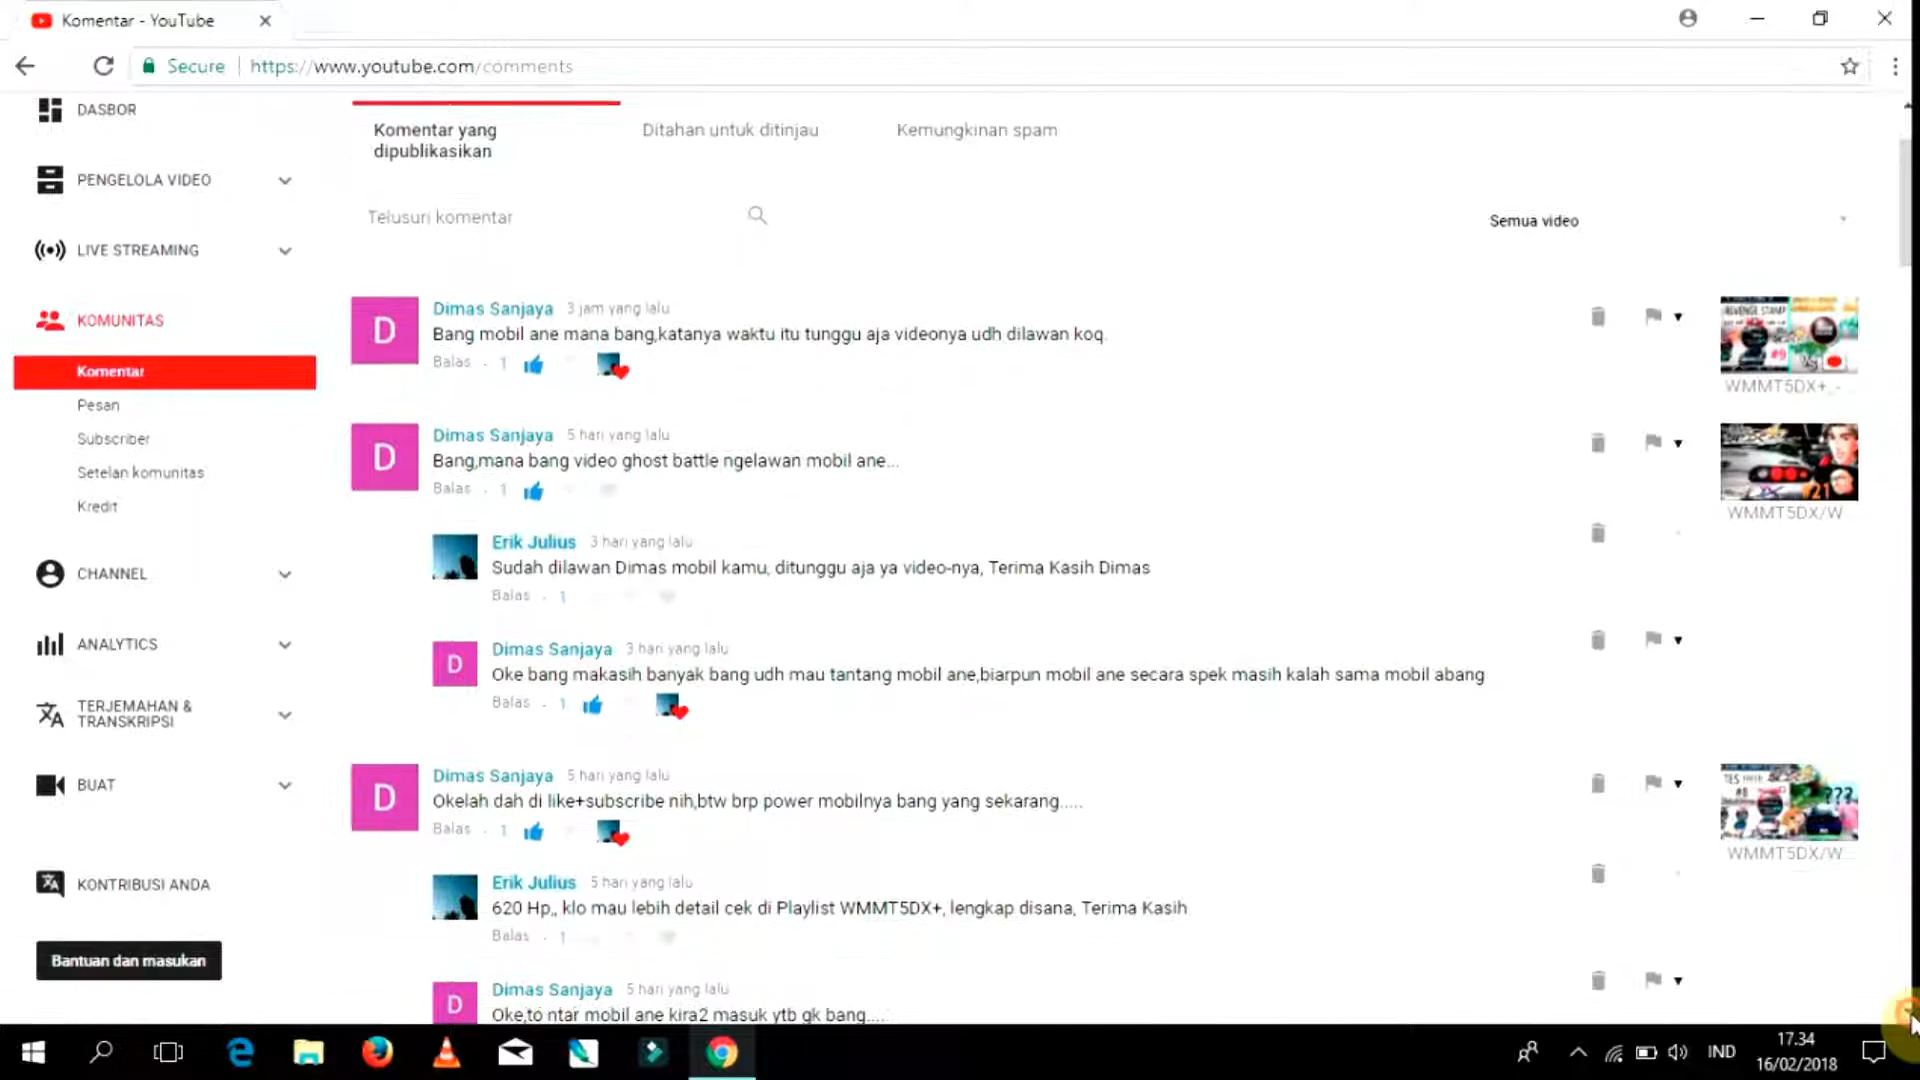 Komentar - YouTube
Secure
https://www.youtube.com/comments
DASBOR
PENGELOLA VIDEO
LIVE STREAMING
KOMUNITAS
Komentar
Pesan
Subscriber
Setelan komunitas
Kredit
CHANNEL
ANALYTICS
TERJEMAHAN &
TRANSKRIPSI
BUAT
KONTRIBUSI ANDA
Bantuan dan masukan
Komentar yang
dipublikasikan
Ditahan untuk ditinjau
Kemungkinan spam
Telusuri komentar
Semua video
D
Dimas Sanjaya 3 jam yang lalu
Bang mobil ane mana bang,katanya waktu itu tunggu aja videonya udh dilawan koq.
Balas · 1
REVENGE STAMP
#9
Vs
WMMT5DX+ -
D
Dimas Sanjaya 5 hari yang lalu
Bang,mana bang video ghost battle ngelawan mobil ane...
Balas · 1
#21
WMMT5DX/W
Erik Julius 3 hari yang lalu
Sudah dilawan Dimas mobil kamu, ditunggu aja ya video-nya, Terima Kasih Dimas
Balas · 1
D
Dimas Sanjaya 3 hari yang lalu
Oke bang makasih banyak bang udh mau tantang mobil ane,biarpun mobil ane secara spek masih kalah sama mobil abang
Balas · 1
D
Dimas Sanjaya 5 hari yang lalu
Okelah dah di like+subscribe nih,btw brp power mobilnya bang yang sekarang.....
Balas · 1
TES
#8
???
WMMT5DX/W
Erik Julius 5 hari yang lalu
620 Hp,, klo mau lebih detail cek di Playlist WMMT5DX+, lengkap disana, Terima Kasih
Balas · 1
D
Dimas Sanjaya 5 hari yang lalu
Oke,to ntar mobil ane kira2 masuk ytb gk bang....
IND
17.34
16/02/2018